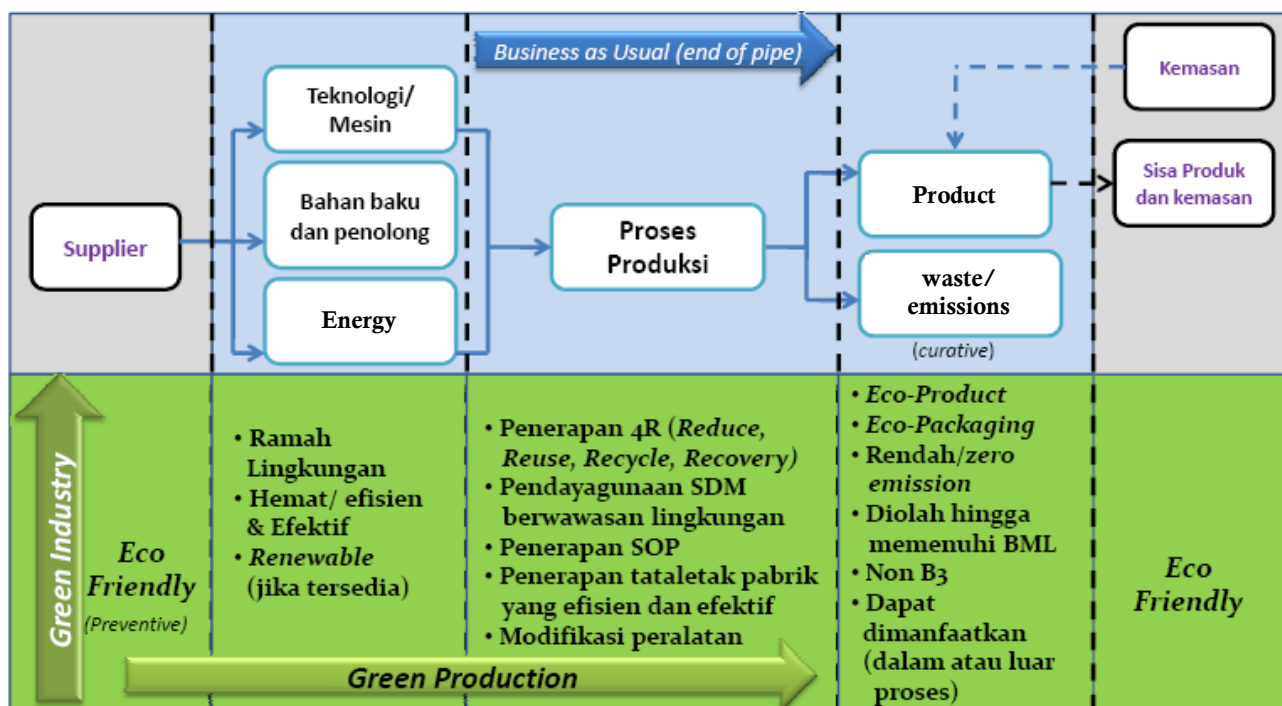 Business as Usual (end of pipe)
Supplier
Teknologi/
Mesin
Bahan baku
dan penolong
Energy
Proses
Produksi
Product
waste/
emissions
(curative)
Kemasan
Sisa Produk
dan kemasan
Green Industry
Eco
Friendly
(Preventive)
• Ramah
Lingkungan
• Hemat/ efisien
& Efektif
• Renewable
(jika tersedia)
• Penerapan 4R (Reduce,
Reuse, Recycle, Recovery)
• Pendayagunaan SDM
berwawasan lingkungan
• Penerapan SOP
• Penerapan tataletak pabrik
yang efisien dan efektif
• Modifikasi peralatan
• Eco-Product
• Eco-Packaging
• Rendah/zero
emission
• Diolah hingga
memenuhi BML
• Non B3
• Dapat
dimanfaatkan
(dalam atau luar
proses)
Eco
Friendly
Green Production